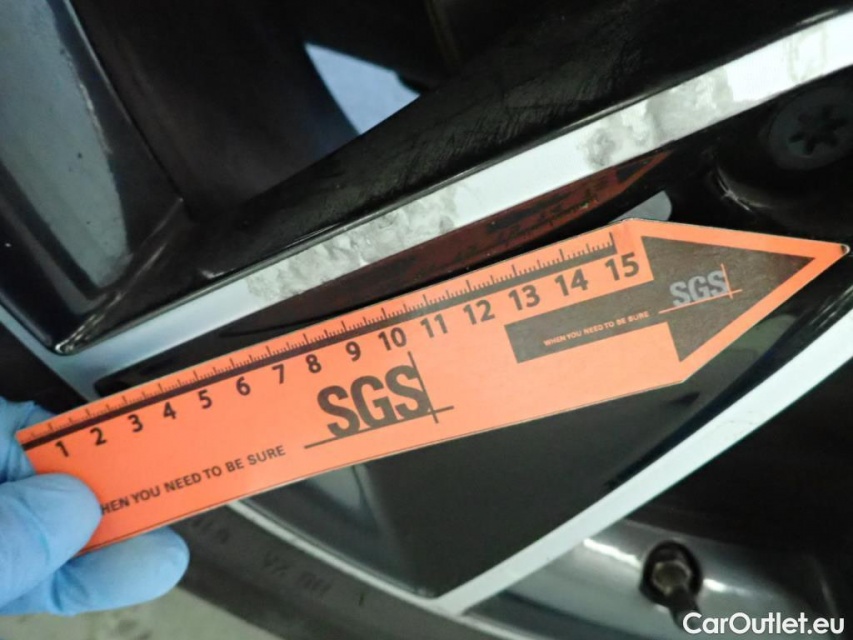 1 2 3 4 5 6 7 8 9 10 11 12 13 14 15
SGS
WHEN YOU NEED TO BE SURE
SGS
HEN YOU NEED TO BE SURE
CarOutlet.eu